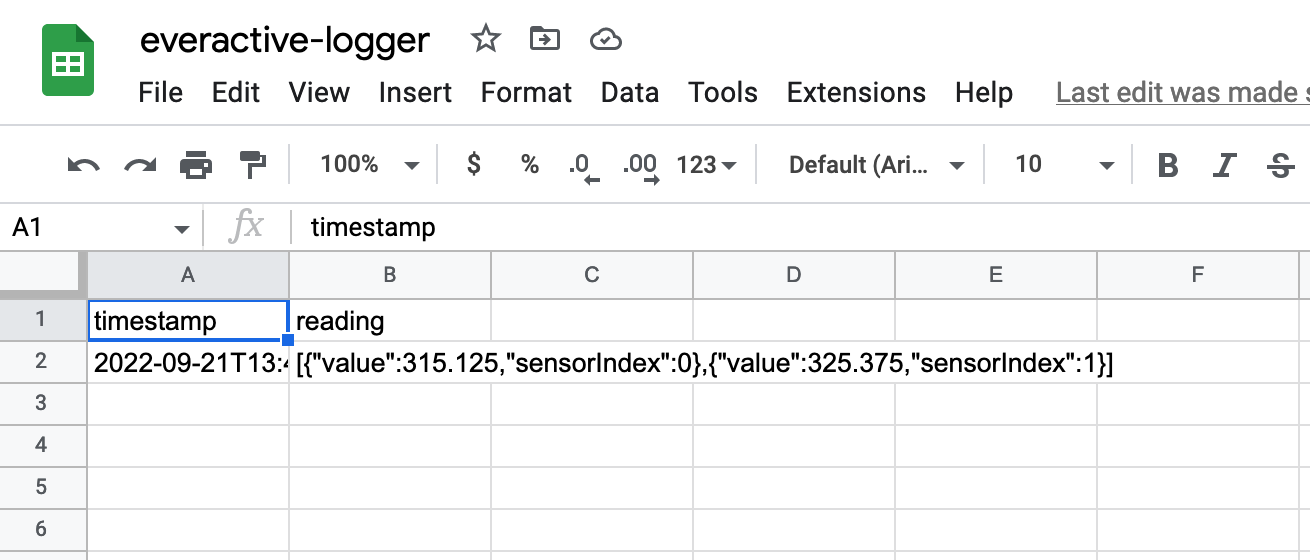 everactive-logger
File Edit View Insert Format Data Tools Extensions Help Last edit was made
100% $ % .0 .00 123 Default (Ari... 10 B I S
A1 fx timestamp
A B C D E F
1 timestamp reading
2 2022-09-21T13: [{"value":315.125,"sensorIndex":0},{"value":325.375,"sensorIndex":1}]
3
4
5
6